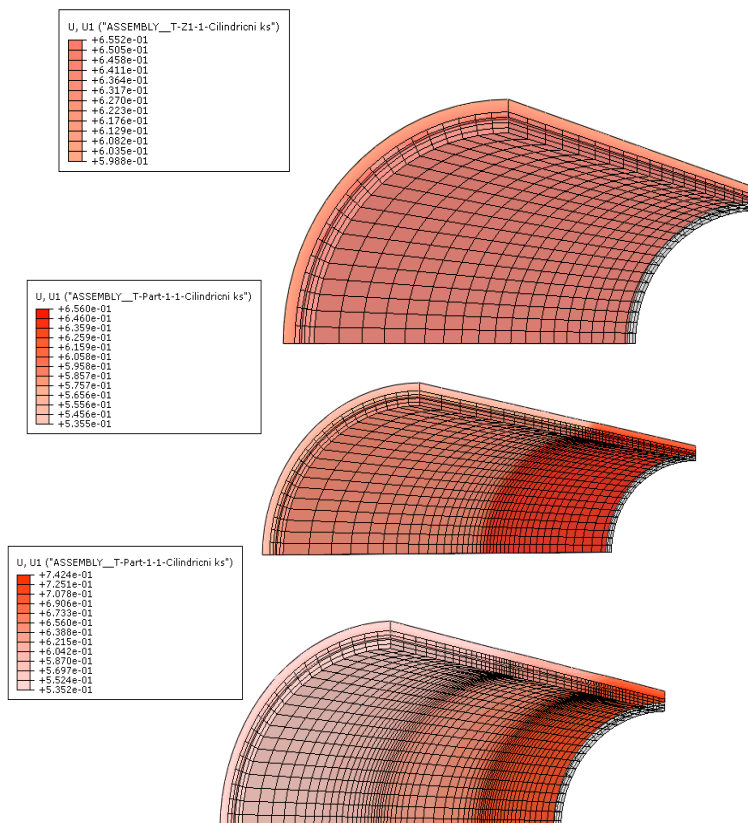 U, U1 ("ASSEMBLY__T-Z1-1-Cilindricni ks")
+6.552e-01
+6.505e-01
+6.458e-01
+6.411e-01
+6.364e-01
+6.317e-01
+6.270e-01
+6.223e-01
+6.176e-01
+6.129e-01
+6.082e-01
+6.035e-01
+5.988e-01
U, U1 ("ASSEMBLY__T-Part-1-1-Cilindricni ks")
+6.560e-01
+6.460e-01
+6.359e-01
+6.259e-01
+6.159e-01
+6.058e-01
+5.958e-01
+5.857e-01
+5.757e-01
+5.656e-01
+5.556e-01
+5.456e-01
+5.355e-01
U, U1 ("ASSEMBLY__T-Part-1-1-Cilindricni ks")
+7.424e-01
+7.251e-01
+7.078e-01
+6.906e-01
+6.733e-01
+6.560e-01
+6.388e-01
+6.215e-01
+6.042e-01
+5.870e-01
+5.697e-01
+5.524e-01
+5.352e-01